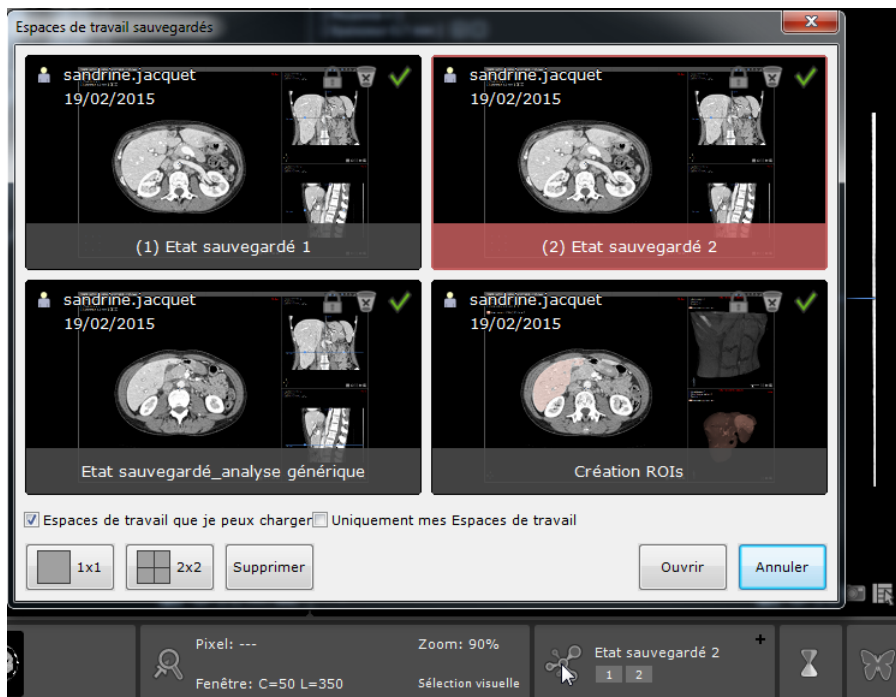 Espaces de travail sauvegardés
sandrine.jacquet
19/02/2015
(1) Etat sauvegardé 1
sandrine.jacquet
19/02/2015
(2) Etat sauvegardé 2
sandrine.jacquet
19/02/2015
Etat sauvegardé_analyse générique
sandrine.jacquet
19/02/2015
Création ROIs
Espaces de travail que je peux charger
Uniquement mes Espaces de travail
1x1
2x2
Supprimer
Ouvrir
Annuler
Pixel: ---
Zoom: 90%
Fenêtre: C=50 L=350
Sélection visuelle
Etat sauvegardé 2
+
1 2